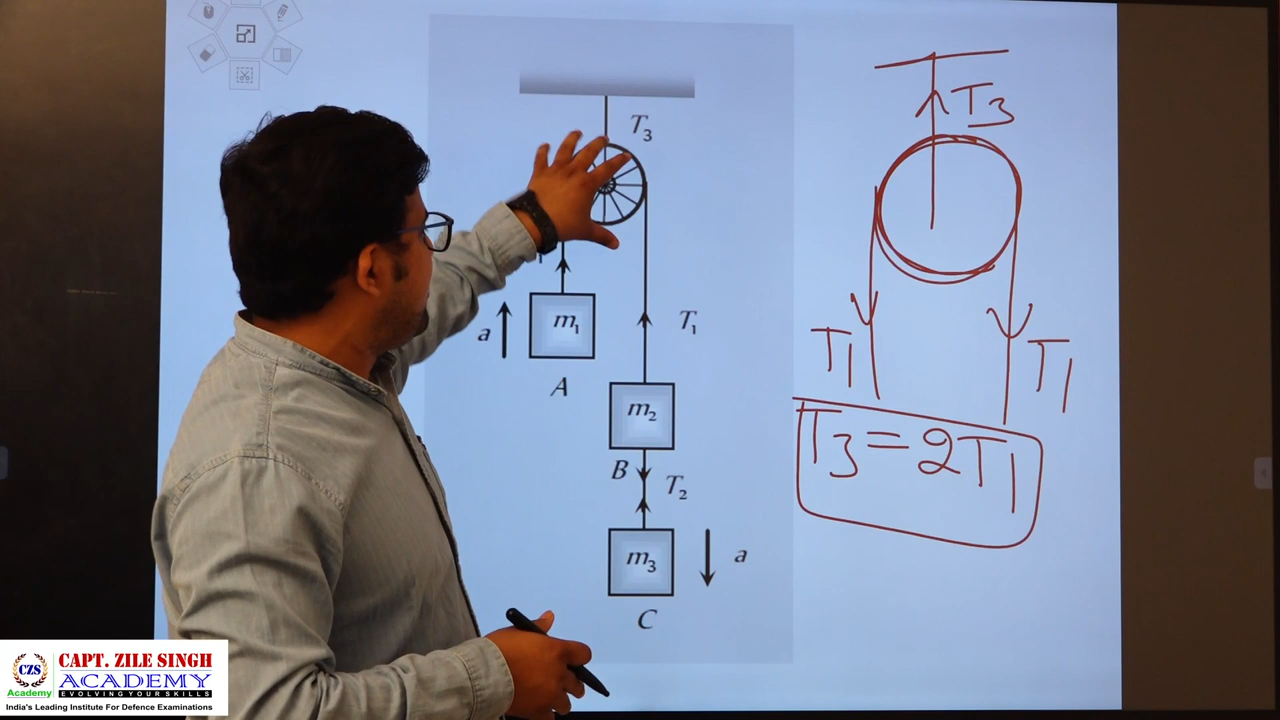 T3
a
m1
A
T1
m2
B
T2
m3
a
C
T3
T1
T1
T3 = 2T1
CZS
Academy
CAPT. ZILE SINGH
ACADEMY
EVOLVING YOUR SKILLS
India's Leading Institute For Defence Examinations